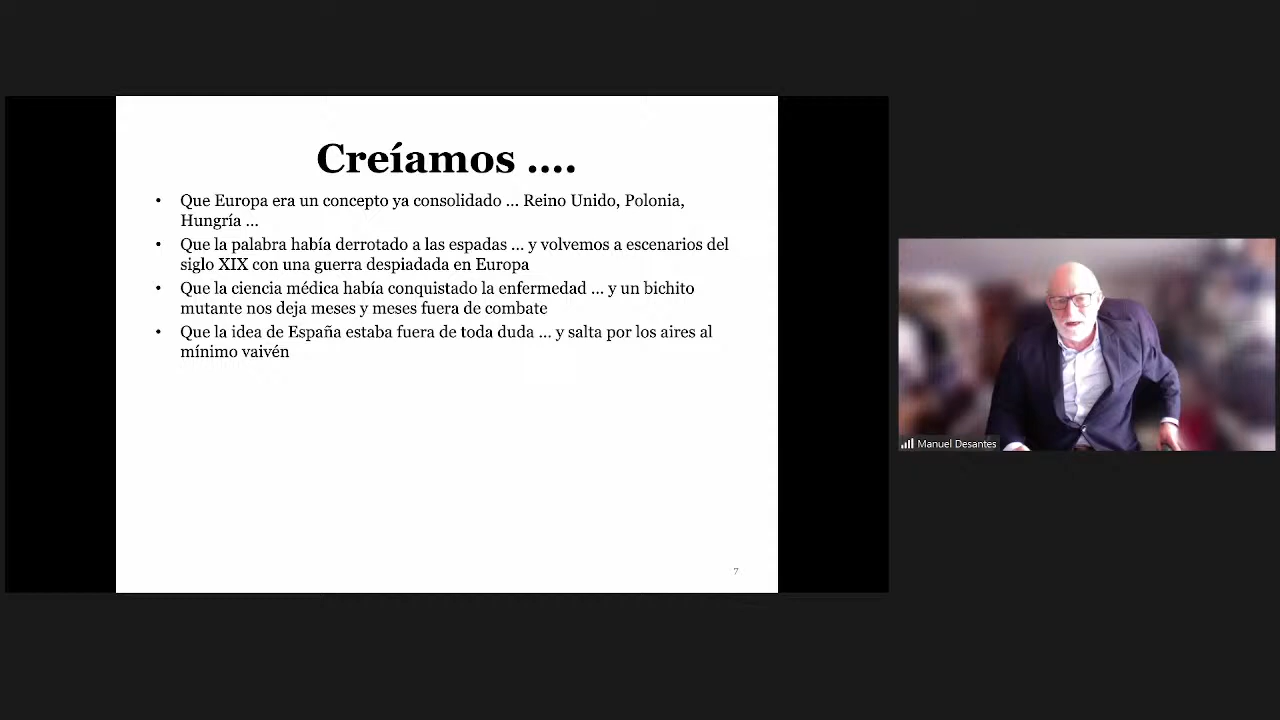 Creíamos ....
• Que Europa era un concepto ya consolidado ... Reino Unido, Polonia,
Hungría ...
• Que la palabra había derrotado a las espadas ... y volvemos a escenarios del
siglo XIX con una guerra despiadada en Europa
• Que la ciencia médica había conquistado la enfermedad ... y un bichito
mutante nos deja meses y meses fuera de combate
• Que la idea de España estaba fuera de toda duda ... y salta por los aires al
mínimo vaivén
7
Manuel Desantes